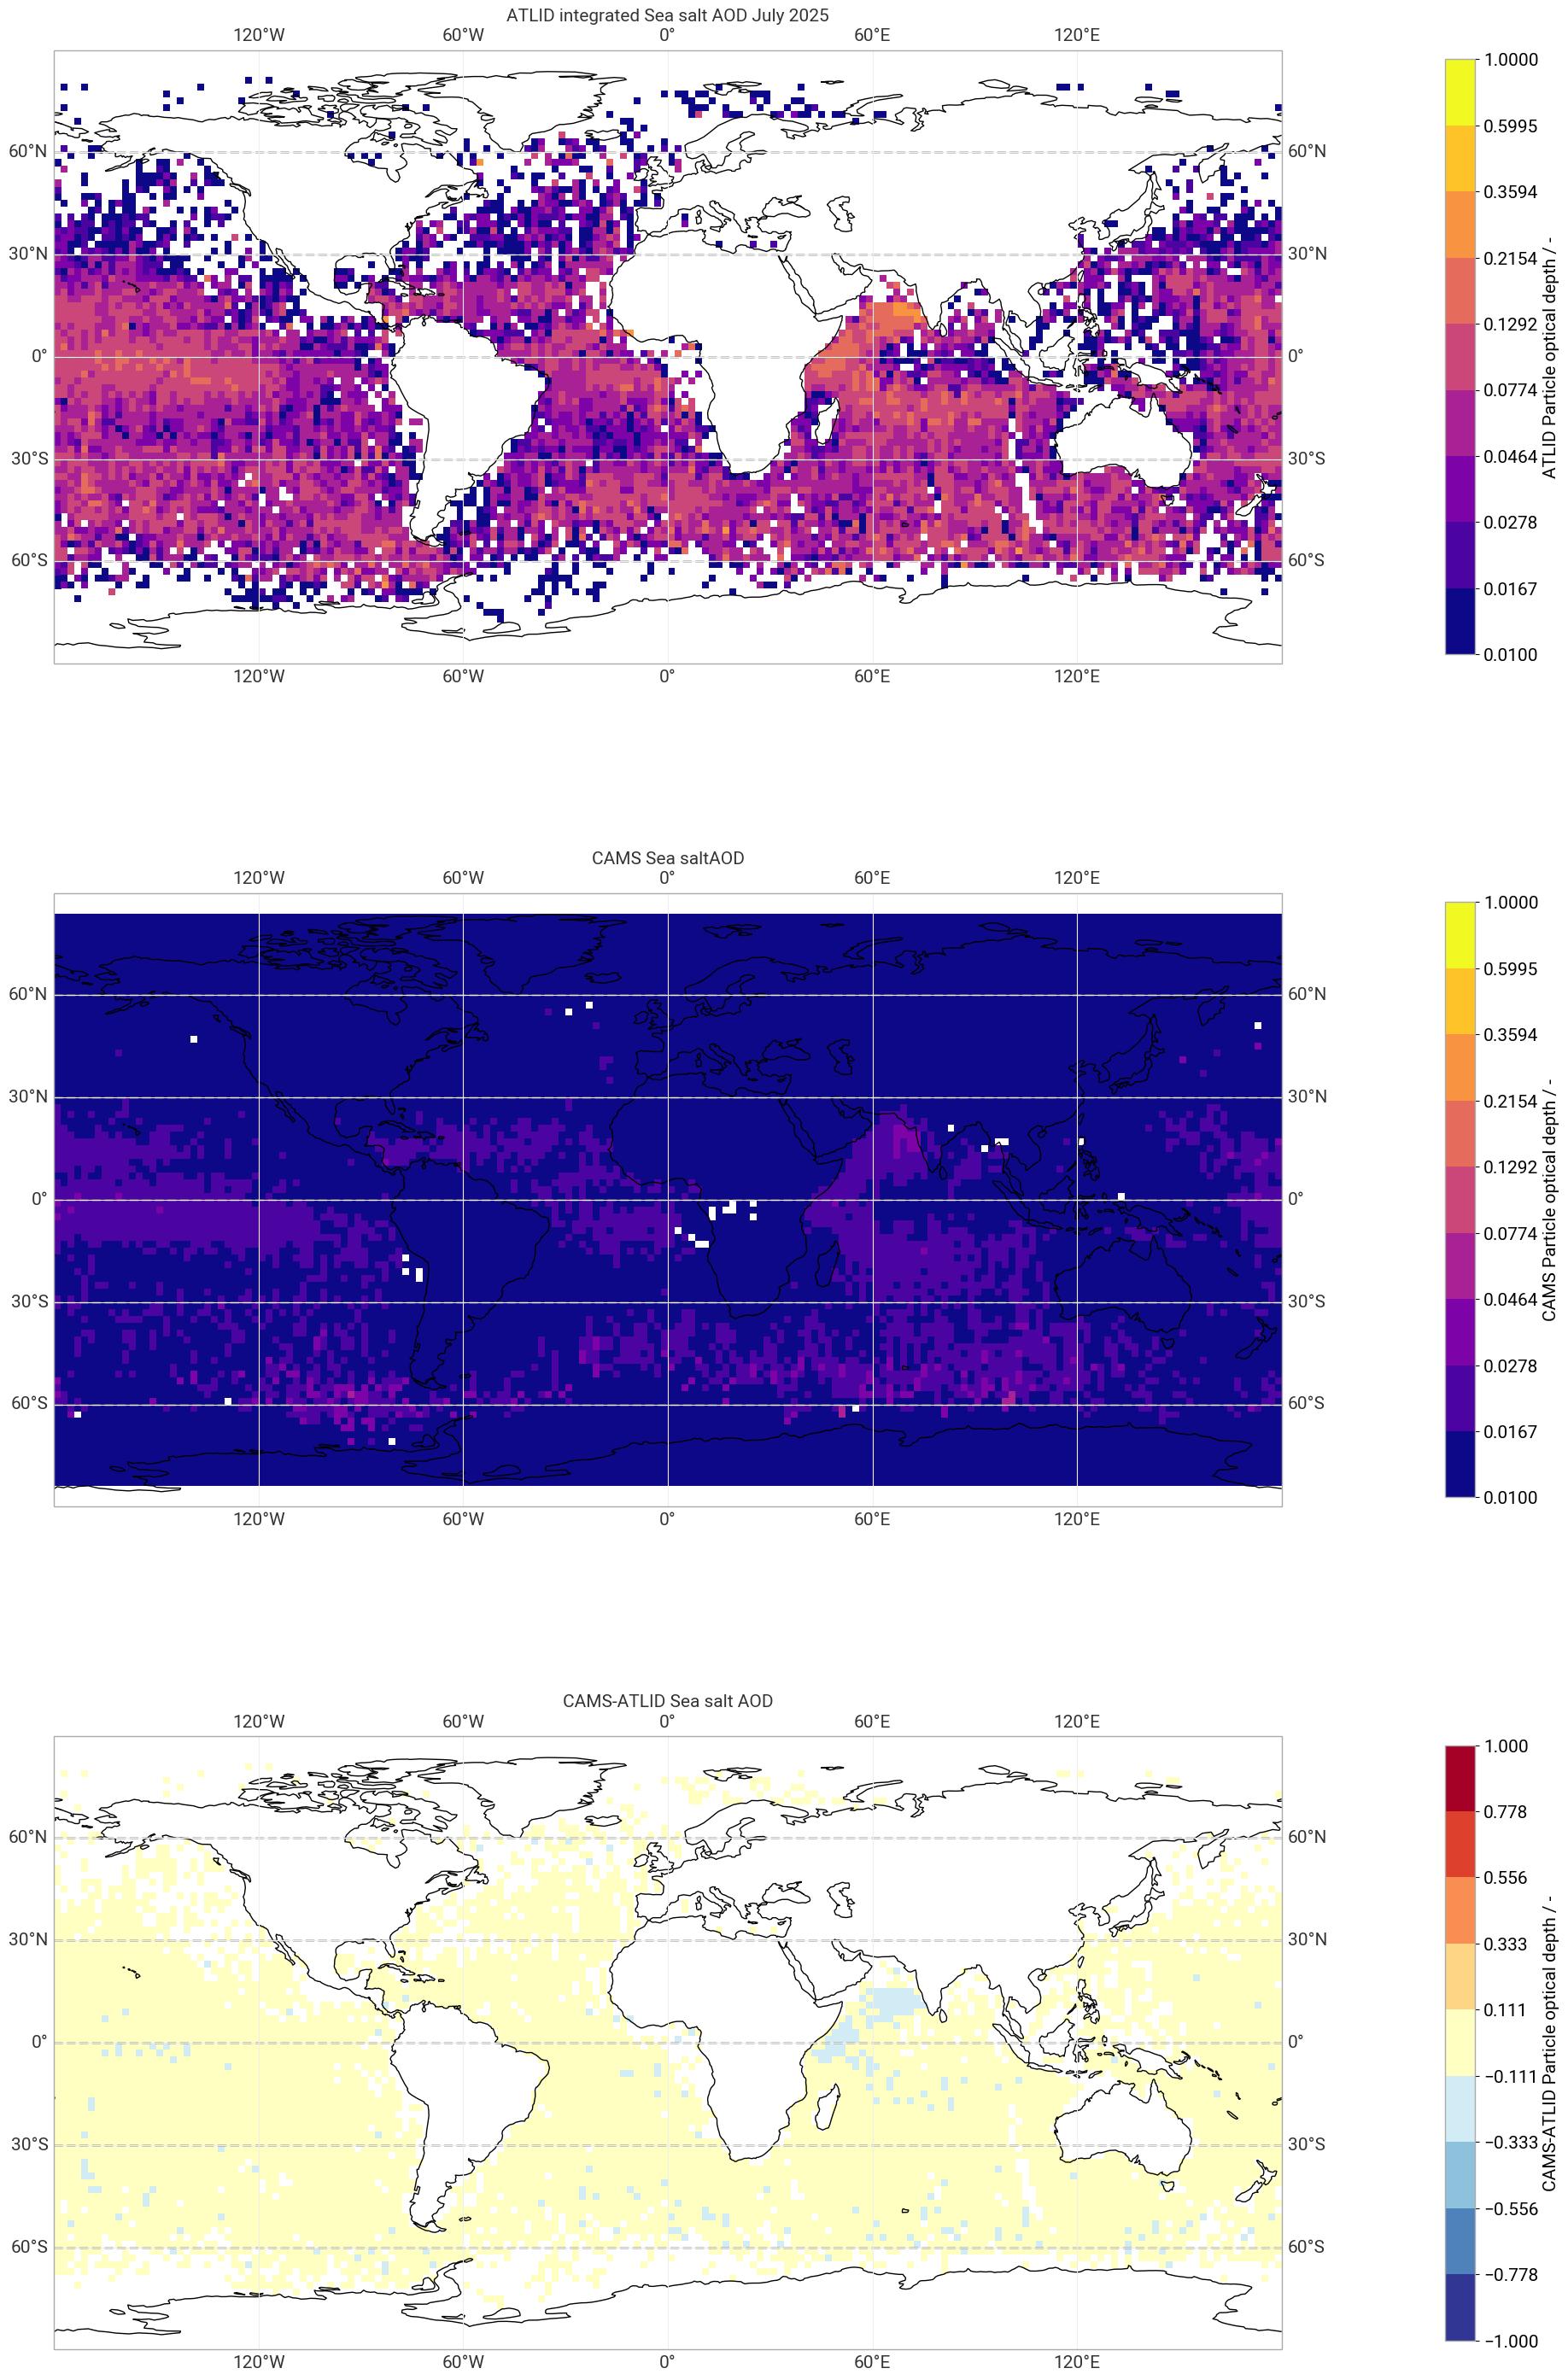 ATLID integrated Sea salt AOD July 2025
120°W 60°W 0° 60°E 120°E
1.0000
0.5995
60°N 60°N
0.3594
30°N 30°N
0.2154
0.1292
0° 0°
0.0774
30°S 30°S
0.0464
0.0278
60°S 60°S
0.0167
0.0100
120°W 60°W 0° 60°E 120°E
ATLID Particle optical depth / -
CAMS Sea saltAOD
120°W 60°W 0° 60°E 120°E
1.0000
0.5995
60°N 60°N
0.3594
30°N 30°N
0.2154
0.1292
0° 0°
0.0774
30°S 30°S
0.0464
0.0278
60°S 60°S
0.0167
0.0100
120°W 60°W 0° 60°E 120°E
CAMS Particle optical depth / -
CAMS-ATLID Sea salt AOD
120°W 60°W 0° 60°E 120°E
1.000
0.778
60°N 60°N
0.556
30°N 30°N
0.333
0.111
0° 0°
−0.111
30°S 30°S
−0.333
−0.556
60°S 60°S
−0.778
−1.000
120°W 60°W 0° 60°E 120°E
CAMS-ATLID Particle optical depth / -